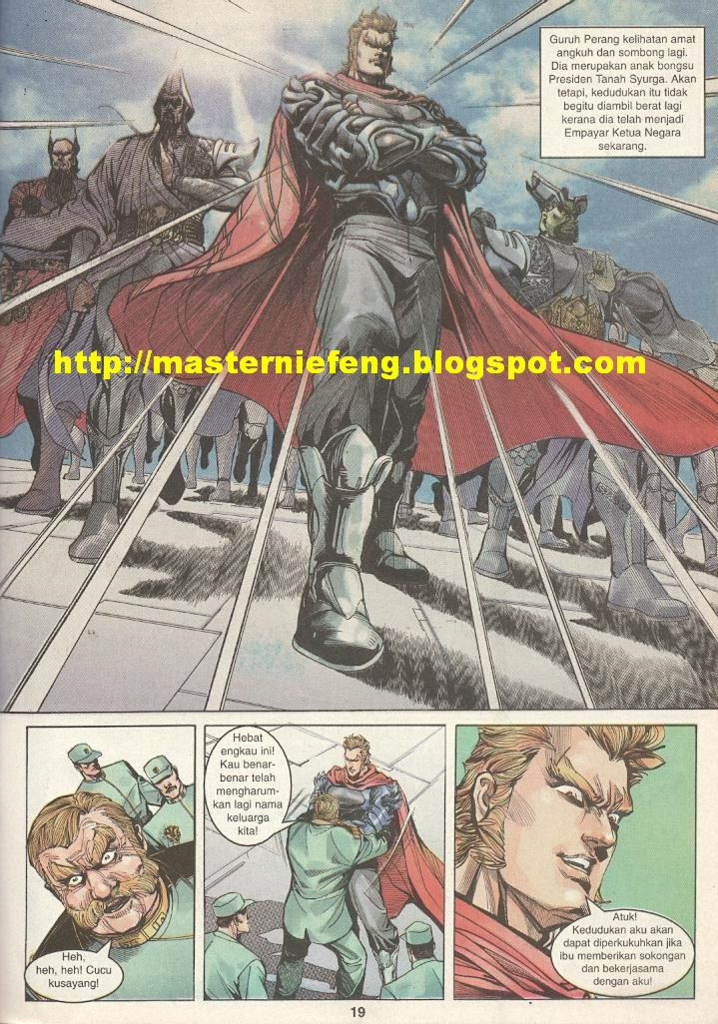 Guruh Perang kelihatan amat
angkuh dan sombong lagi.
Dia merupakan anak bongsu
Presiden Tanah Syurga. Akan
tetapi, kedudukan itu tidak
begitu diambil berat lagi
kerana dia telah menjadi
Empayar Ketua Negara
sekarang.
http://masterniefeng.blogspot.com
Heh,
heh, heh! Cucu
kusayang!
Hebat
engkau ini!
Kau benar-
benar telah
mengharum-
kan lagi nama
keluarga
kita!
Atuk!
Kedudukan aku akan
dapat diperkukuhkan jika
ibu memberikan sokongan
dan bekerjasama
dengan aku!
19